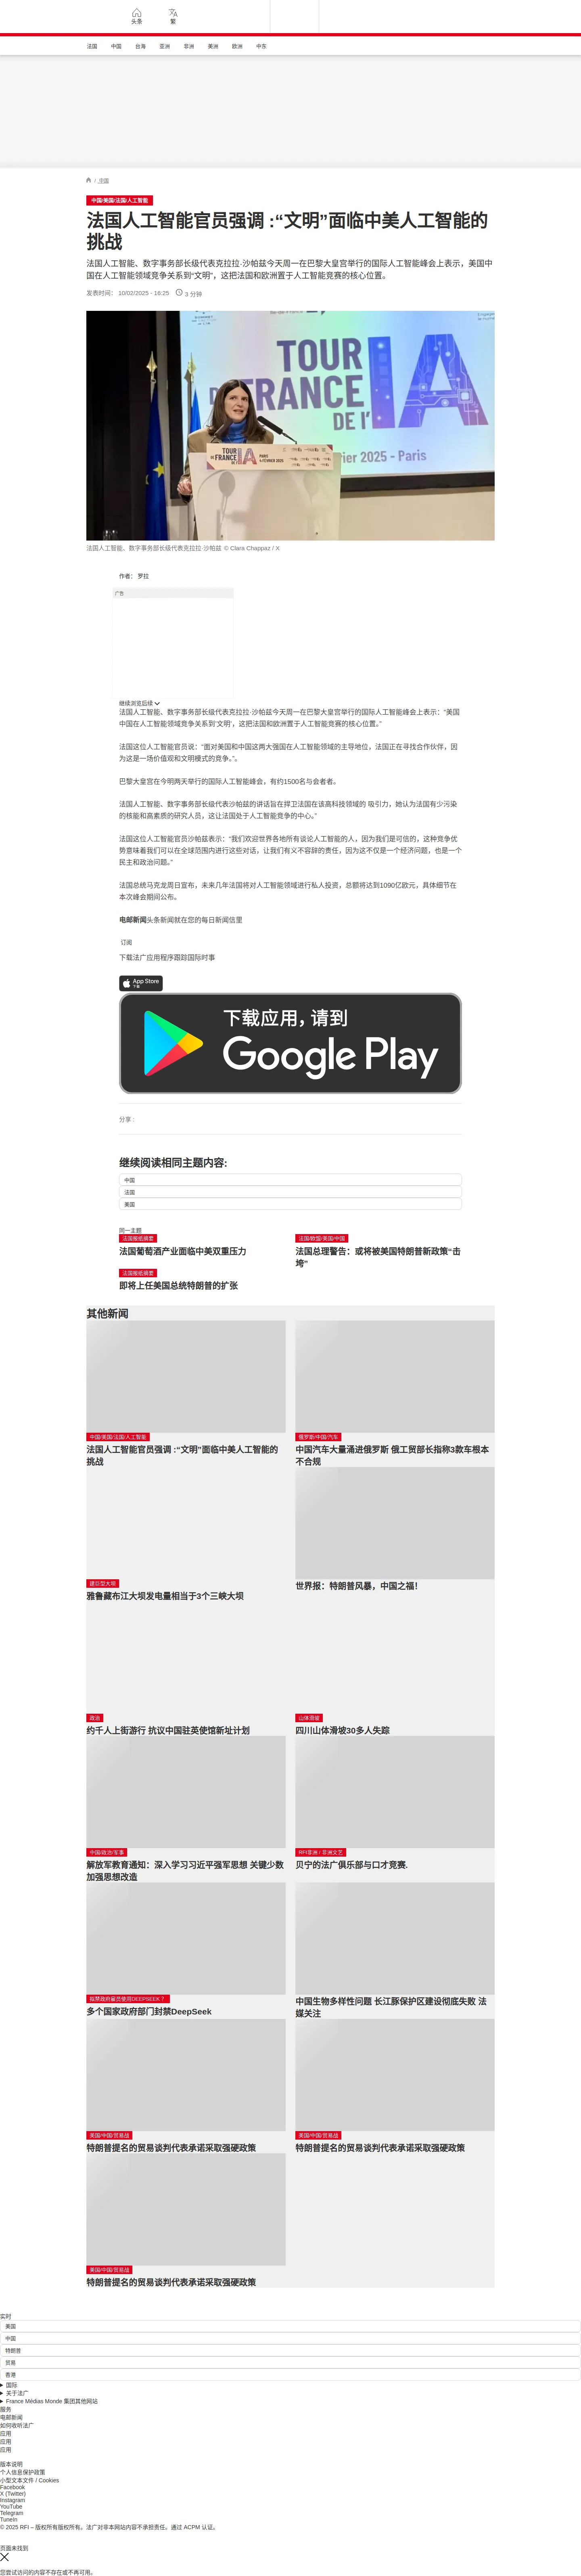 头条
繁
法国
中国
台海
亚洲
非洲
美洲
欧洲
中东
/ 中国
中国/美国/法国/人工智能
法国人工智能官员强调 :“文明”面临中美人工智能的
挑战
法国人工智能、数字事务部长级代表克拉拉·沙帕兹今天周一在巴黎大皇宫举行的国际人工智能峰会上表示，美国中
国在人工智能领域竞争关系到“文明”，这把法国和欧洲置于人工智能竞赛的核心位置。
发表时间： 10/02/2025 - 16:25
3 分钟
TOUR
DE FRANCE
DE L'IA
TOUR
DE FRANCE
DE L'IA
février 2025 - Paris
法国人工智能、数字事务部长级代表克拉拉·沙帕兹 © Clara Chappaz / X
作者： 罗拉
广告
继续浏览后续
法国人工智能、数字事务部长级代表克拉拉·沙帕兹今天周一在巴黎大皇宫举行的国际人工智能峰会上表示：“美国
中国在人工智能领域竞争关系到‘文明’，这把法国和欧洲置于人工智能竞赛的核心位置。”
法国这位人工智能官员说：“面对美国和中国这两大强国在人工智能领域的主导地位，法国正在寻找合作伙伴，因
为这是一场价值观和文明模式的竞争。”。
巴黎大皇宫在今明两天举行的国际人工智能峰会，有约1500名与会者者。
法国人工智能、数字事务部长级代表沙帕兹的讲话旨在捍卫法国在该高科技领域的 吸引力，她认为法国有少污染
的核能和高素质的研究人员，这让法国处于人工智能竞争的中心。”
法国这位人工智能官员沙帕兹表示：“我们欢迎世界各地所有谈论人工智能的人，因为我们是可信的，这种竞争优
势意味着我们可以在全球范围内进行这些对话，让我们有义不容辞的责任，因为这不仅是一个经济问题，也是一个
民主和政治问题。”
法国总统马克龙周日宣布，未来几年法国将对人工智能领域进行私人投资，总额将达到1090亿欧元，具体细节在
本次峰会期间公布。
电邮新闻头条新闻就在您的每日新闻信里
订阅
下载法广应用程序跟踪国际时事
App Store
下载
下载应用，请到
Google Play
分享 :
继续阅读相同主题内容:
中国
法国
美国
同一主题
法国报纸摘要
法国葡萄酒产业面临中美双重压力
法国/欧盟/美国/中国
法国总理警告：或将被美国特朗普新政策“击
垮”
法国报纸摘要
即将上任美国总统特朗普的扩张
其他新闻
中国/美国/法国/人工智能
法国人工智能官员强调 :“文明”面临中美人工智能的
挑战
俄罗斯/中国/汽车
中国汽车大量涌进俄罗斯 俄工贸部长指称3款车根本
不合规
建巨型大坝
雅鲁藏布江大坝发电量相当于3个三峡大坝
世界报：特朗普风暴，中国之福！
政治
约千人上街游行 抗议中国驻英使馆新址计划
山体滑坡
四川山体滑坡30多人失踪
中国/政治/军事
解放军教育通知：深入学习习近平强军思想 关键少数
加强思想改造
RFI非洲 / 非洲文艺
贝宁的法广俱乐部与口才竞赛.
拟禁政府雇员使用DEEPSEEK？
多个国家政府部门封禁DeepSeek
中国生物多样性问题 长江豚保护区建设彻底失败 法
媒关注
美国/中国/贸易战
特朗普提名的贸易谈判代表承诺采取强硬政策
美国/中国/贸易战
特朗普提名的贸易谈判代表承诺采取强硬政策
美国/中国/贸易战
特朗普提名的贸易谈判代表承诺采取强硬政策
实时
美国
中国
特朗普
贸易
香港
国际
关于法广
France Médias Monde 集团其他网站
服务
电邮新闻
如何收听法广
应用
应用
应用
版本说明
个人信息保护政策
小型文本文件 / Cookies
Facebook
X (Twitter)
Instagram
YouTube
Telegram
TuneIn
© 2025 RFI – 版权所有版权所有。法广对非本网站内容不承担责任。通过 ACPM 认证。
页面未找到
您尝试访问的内容不存在或不再可用。